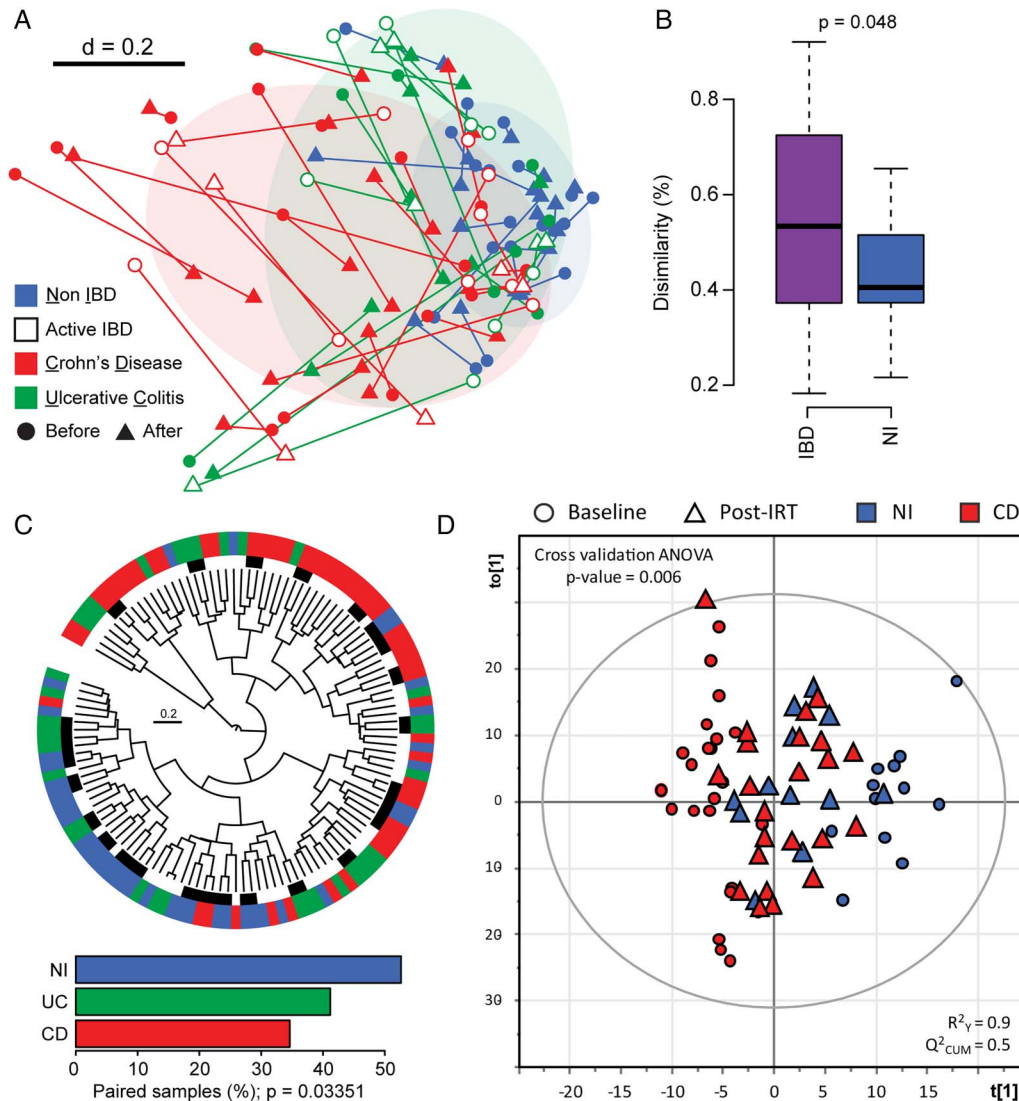 A
d = 0.2
Non IBD
Active IBD
Crohn's Disease
Ulcerative Colitis
Before After
B
p = 0.048
Disimilarity (%)
0.8
0.6
0.4
0.2
IBD
NI
C
0.2
NI
UC
CD
0 10 20 30 40 50
Paired samples (%); p = 0.03351
D
Baseline Post-IRT NI CD
to[1]
Cross validation ANOVA
p-value = 0.006
20
10
0
10
20
30
R²Y = 0.9
Q²CUM = 0.5
-20 -15 -10 -5 0 5 10 15 t[1]